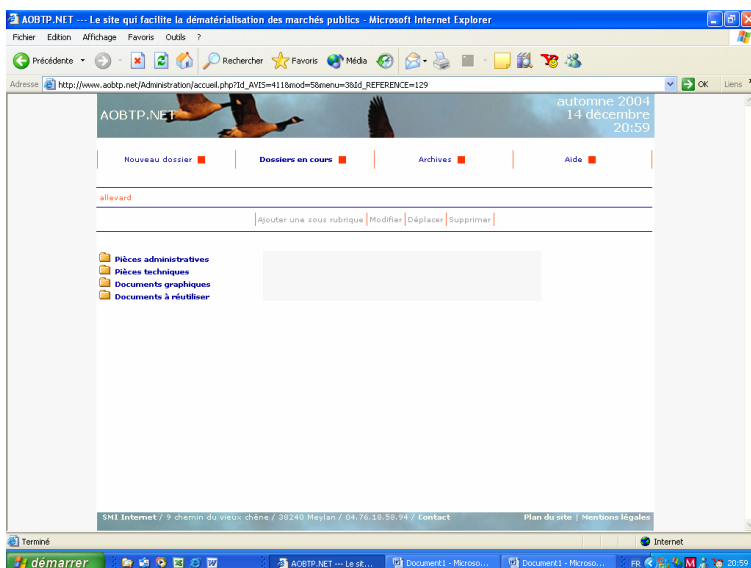 AOBTP.NET --- Le site qui facilite la dématérialisation des marchés publics - Microsoft Internet Explorer
Fichier Edition Affichage Favoris Outils ?
Précédente Rechercher Favoris Média
Adresse http://www.aobtp.net/Administration/accueil.php?Id_AVIS=411&mod=5&menu=3&Id_REFERENCE=129 OK Liens
automne 2004
AOBTP.NET 14 décembre
20:59
Nouveau dossier Dossiers en cours Archives Aide
allevard
Ajouter une sous rubrique Modifier Déplacer Supprimer
Pièces administratives
Pièces techniques
Documents graphiques
Documents à réutiliser
SMI Internet / 9 chemin du vieux chêne / 38240 Meylan / 04.76.18.58.94 / Contact Plan du site | Mentions légales
Terminé Internet
démarrer AOBTP.NET --- Le sit... Document1 - Microso... Document1 - Microso... FR 20:59